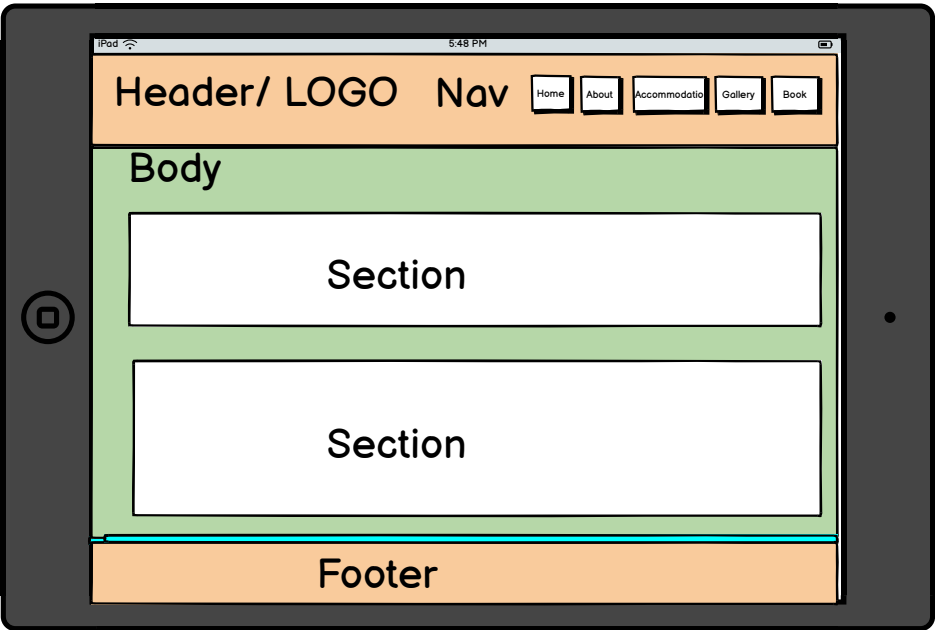 iPad 5:48 PM
Header/ LOGO Nav Home About Accommodatio Gallery Book
Body
Section
Section
Footer